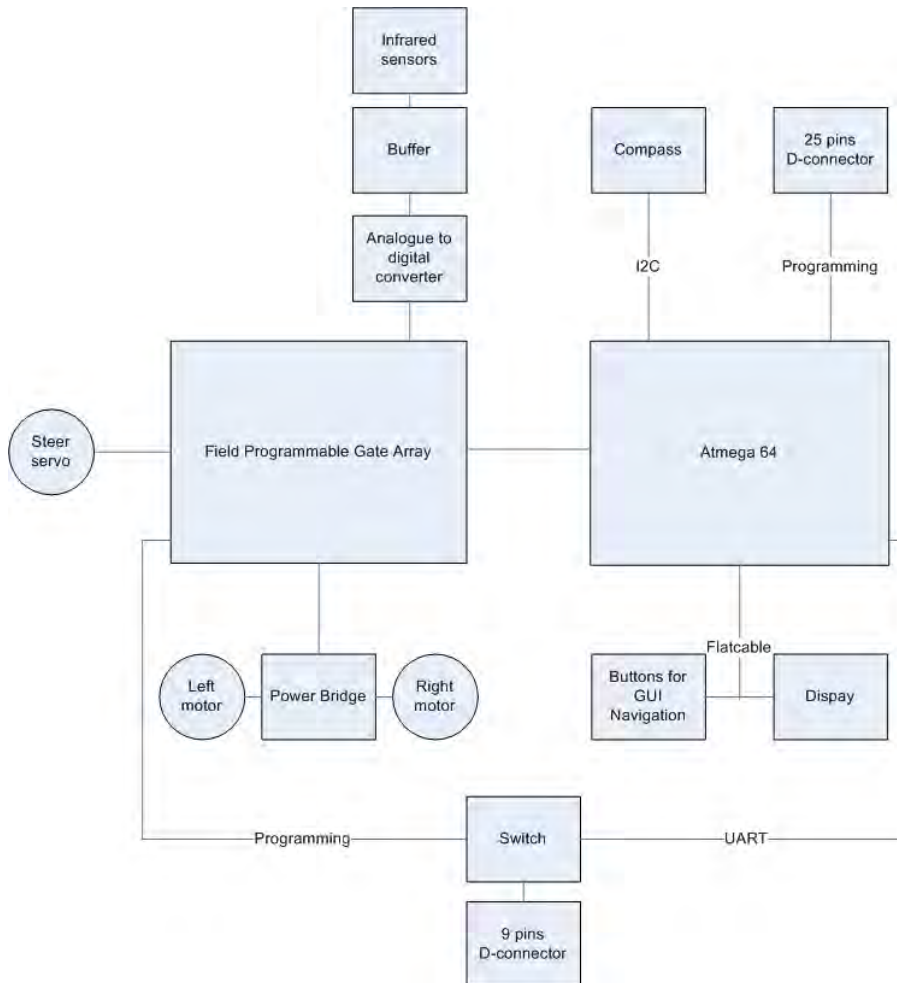 Infrared
sensors
Buffer
Compass
25 pins
D-connector
Analogue to
digital
converter
I2C
Programming
Steer
servo
Field Programmable Gate Array
Atmega 64
Flatcable
Left
motor
Power Bridge
Right
motor
Buttons for
GUI
Navigation
Dispay
Programming
Switch
UART
9 pins
D-connector